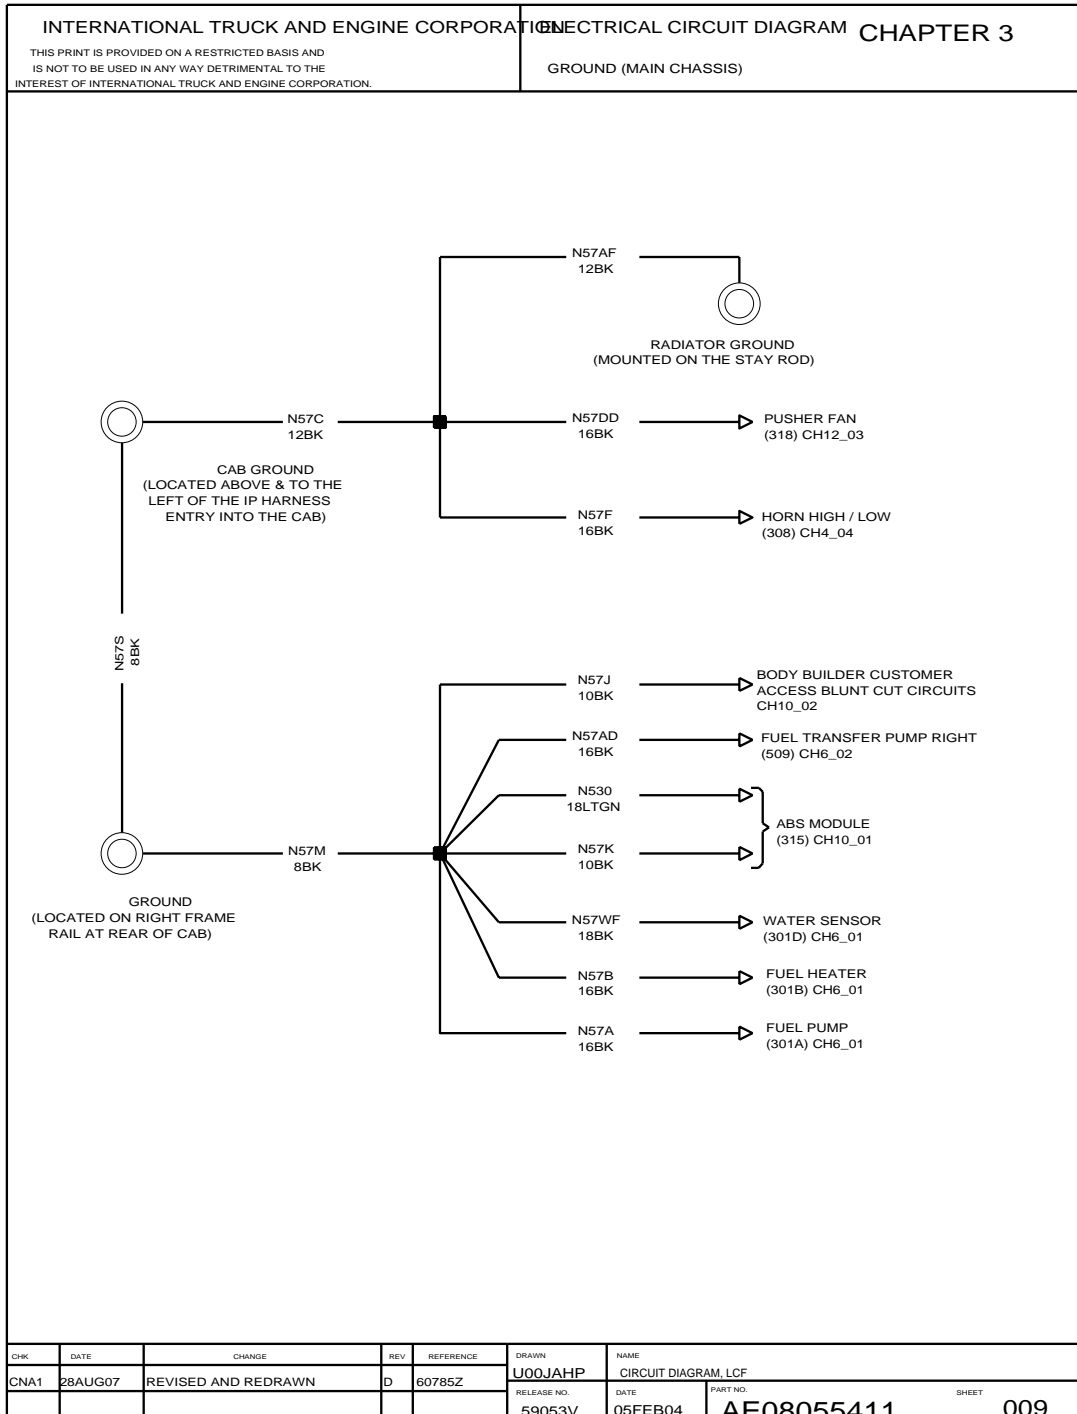 INTERNATIONAL TRUCK AND ENGINE CORPORATION
THIS PRINT IS PROVIDED ON A RESTRICTED BASIS AND
IS NOT TO BE USED IN ANY WAY DETRIMENTAL TO THE
INTEREST OF INTERNATIONAL TRUCK AND ENGINE CORPORATION.
ELECTRICAL CIRCUIT DIAGRAM
CHAPTER 3
GROUND (MAIN CHASSIS)
N57AF
12BK
RADIATOR GROUND
(MOUNTED ON THE STAY ROD)
N57C
12BK
N57DD
16BK
PUSHER FAN
(318) CH12_03
CAB GROUND
(LOCATED ABOVE & TO THE
LEFT OF THE IP HARNESS
ENTRY INTO THE CAB)
N57F
16BK
HORN HIGH / LOW
(308) CH4_04
N57S
8BK
N57J
10BK
BODY BUILDER CUSTOMER
ACCESS BLUNT CUT CIRCUITS
CH10_02
N57AD
16BK
FUEL TRANSFER PUMP RIGHT
(509) CH6_02
N530
18LTGN
ABS MODULE
(315) CH10_01
N57M
8BK
N57K
10BK
GROUND
(LOCATED ON RIGHT FRAME
RAIL AT REAR OF CAB)
N57WF
18BK
WATER SENSOR
(301D) CH6_01
N57B
16BK
FUEL HEATER
(301B) CH6_01
N57A
16BK
FUEL PUMP
(301A) CH6_01
CHK DATE CHANGE REV REFERENCE
CNA1 28AUG07 REVISED AND REDRAWN D 60785Z
DRAWN
U00JAHP
NAME
CIRCUIT DIAGRAM, LCF
RELEASE NO.
59053V
DATE
05FEB04
PART NO.
AE08055411
SHEET
009